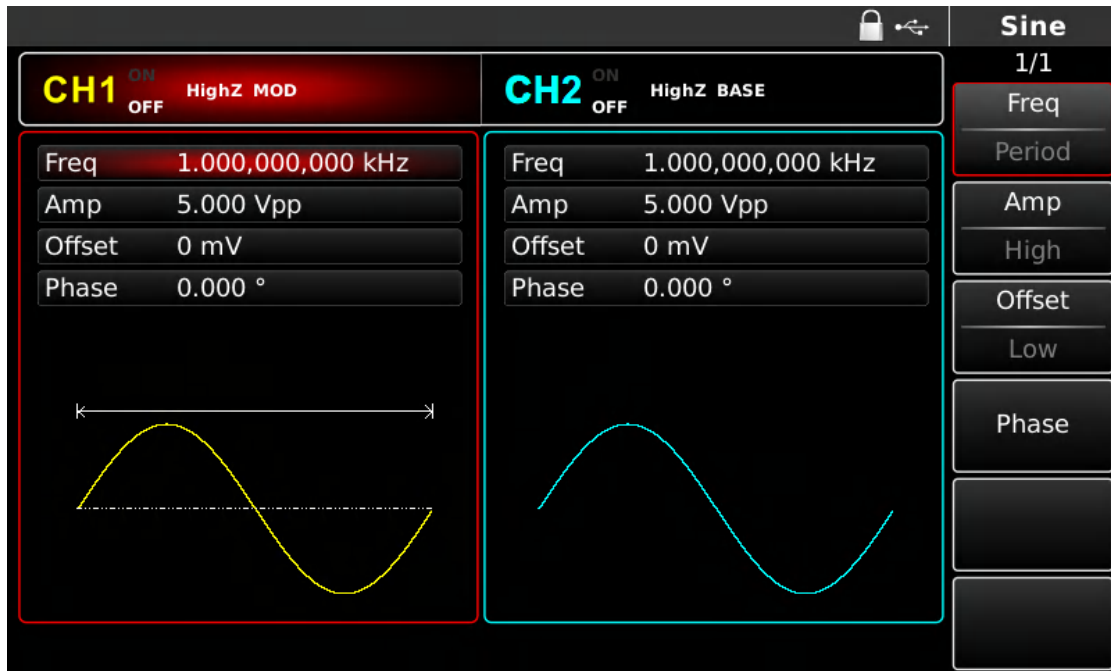 Sine
1/1
CH1 ON OFF HighZ MOD
CH2 ON OFF HighZ BASE
Freq 1.000,000,000 kHz
Amp 5.000 Vpp
Offset 0 mV
Phase 0.000 °
Freq 1.000,000,000 kHz
Amp 5.000 Vpp
Offset 0 mV
Phase 0.000 °
Freq
Period
Amp
High
Offset
Low
Phase